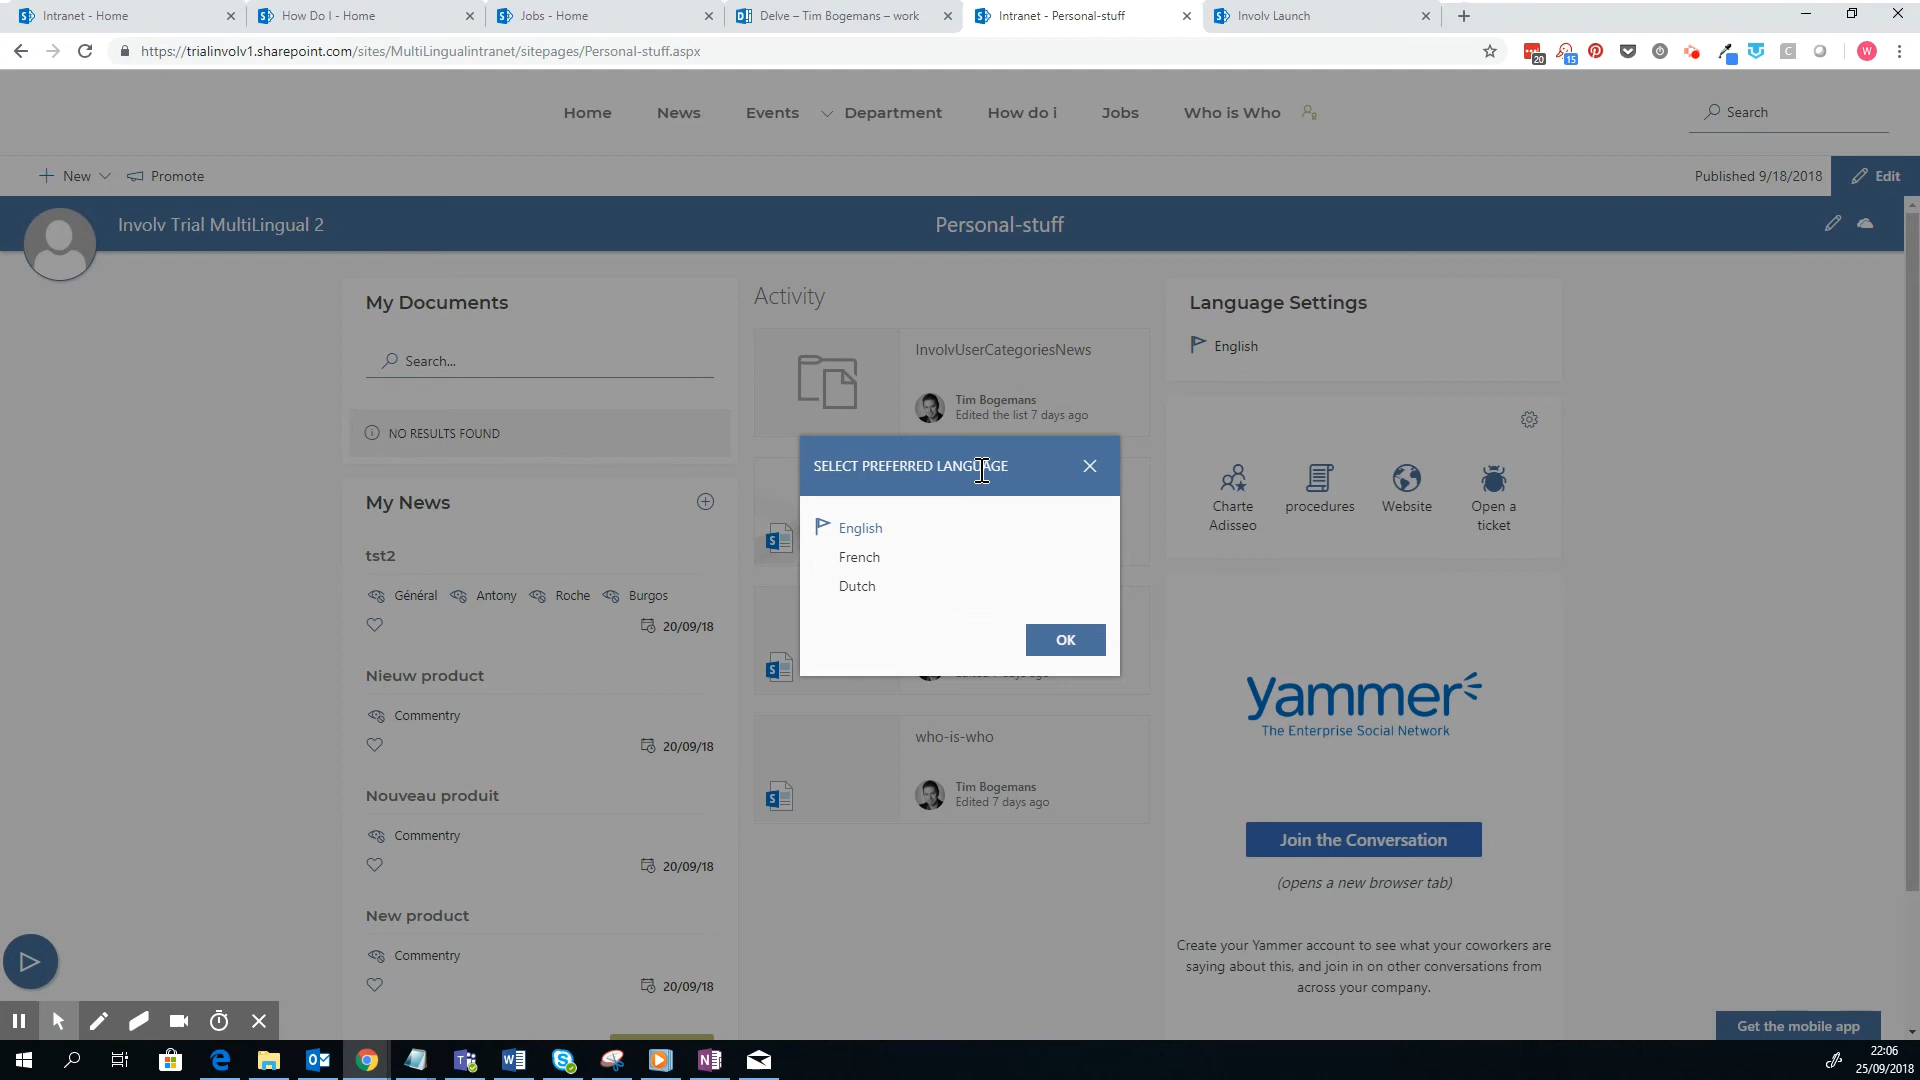 Intranet - Home
How Do I - Home
Jobs - Home
Delve – Tim Bogemans – work
Intranet - Personal-stuff
Involv Launch
https://trialinvolv1.sharepoint.com/sites/MultiLingualintranet/sitepages/Personal-stuff.aspx
20
15
C
W
Home
News
Events
Department
How do i
Jobs
Who is Who
Search
New
Promote
Published 9/18/2018
Edit
Involv Trial MultiLingual 2
Personal-stuff
My Documents
Search...
NO RESULTS FOUND
My News
tst2
Général
Antony
Roche
Burgos
20/09/18
Nieuw product
Commentry
20/09/18
Nouveau produit
Commentry
20/09/18
New product
Commentry
20/09/18
Activity
InvolvUserCategoriesNews
Tim Bogemans
Edited the list 7 days ago
SELECT PREFERRED LANGUAGE
English
French
Dutch
OK
Edited 7 days ago
who-is-who
Tim Bogemans
Edited 7 days ago
Language Settings
English
Charte
Adisseo
procedures
Website
Open a
ticket
yammer
The Enterprise Social Network
Join the Conversation
(opens a new browser tab)
Create your Yammer account to see what your coworkers are
saying about this, and join in on other conversations from
across your company.
Get the mobile app
22:06
25/09/2018